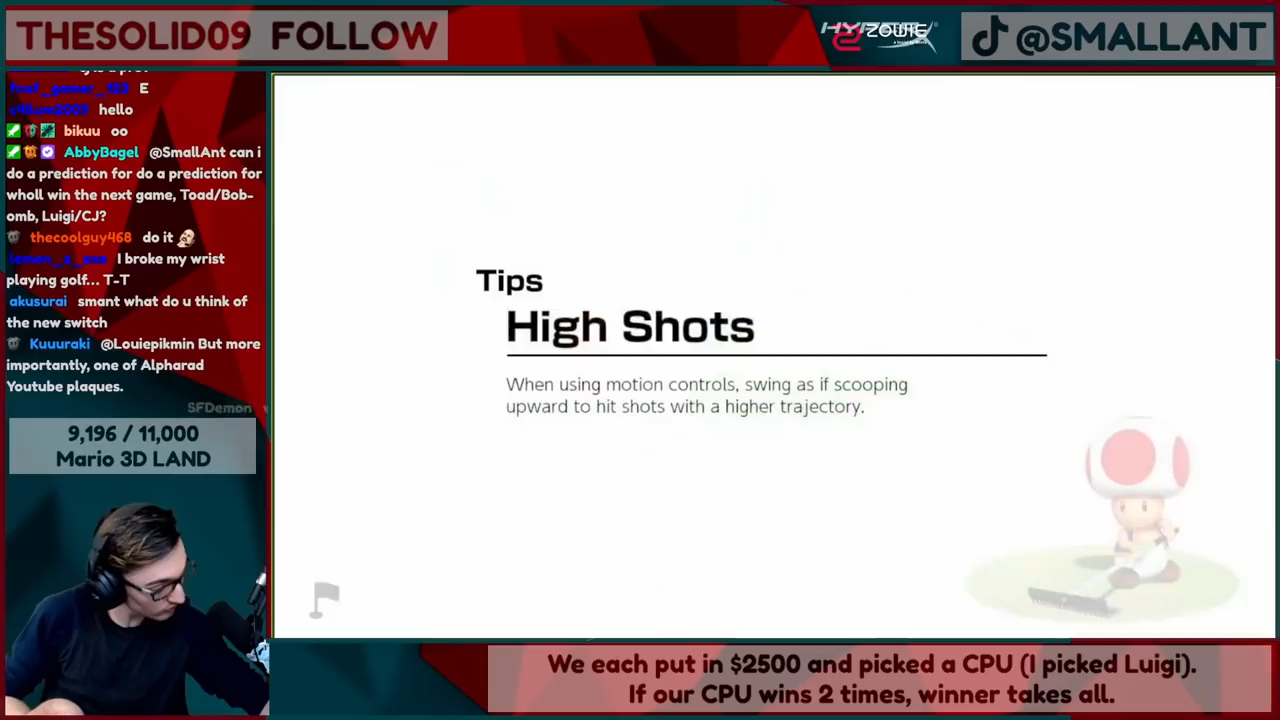 THESOLID09 FOLLOW
ZOWIE
@SMALLANT
fnaf_gamer_123 E
hello
bikuu oo
AbbyBagel @SmallAnt can i
do a prediction for do a prediction for
wholl win the next game, Toad/Bob-
omb, Luigi/CJ?
thecoolguy468 do it
I broke my wrist
playing golf... T-T
akusurai smant what do u think of
the new switch
Kuuuraki @Louiepikmin But more
importantly, one of Alpharad
Youtube plaques.
SFDemon
9,196 / 11,000
Mario 3D LAND
Tips
High Shots
When using motion controls, swing as if scooping
upward to hit shots with a higher trajectory.
We each put in $2500 and picked a CPU (I picked Luigi).
If our CPU wins 2 times, winner takes all.